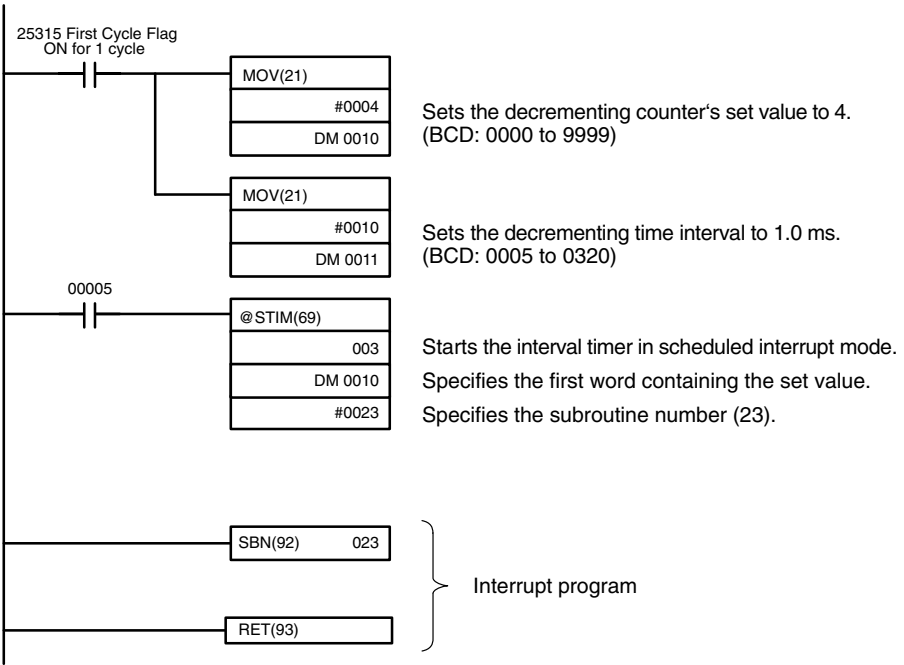 25315 First Cycle Flag
ON for 1 cycle
MOV(21)
#0004
DM 0010
Sets the decrementing counter‘s set value to 4.
(BCD: 0000 to 9999)
MOV(21)
#0010
DM 0011
Sets the decrementing time interval to 1.0 ms.
(BCD: 0005 to 0320)
00005
@STIM(69)
003
Starts the interval timer in scheduled interrupt mode.
DM 0010
Specifies the first word containing the set value.
#0023
Specifies the subroutine number (23).
SBN(92) 023
Interrupt program
RET(93)